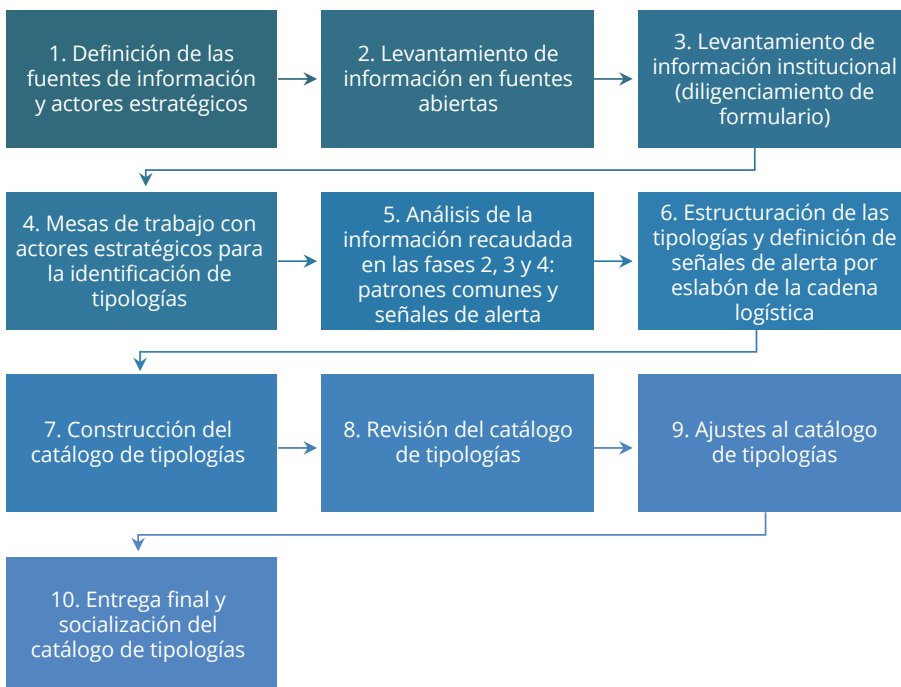 1. Definición de las
fuentes de información
y actores estratégicos
2. Levantamiento de
información en fuentes
abiertas
3. Levantamiento de
información institucional
(diligenciamiento de
formulario)
4. Mesas de trabajo con
actores estratégicos para
la identificación de
tipologías
5. Análisis de la
información recaudada
en las fases 2, 3 y 4:
patrones comunes y
señales de alerta
6. Estructuración de las
tipologías y definición de
señales de alerta por
eslabón de la cadena
logística
7. Construcción del
catálogo de tipologías
8. Revisión del catálogo
de tipologías
9. Ajustes al catálogo
de tipologías
10. Entrega final y
socialización del
catálogo de tipologías